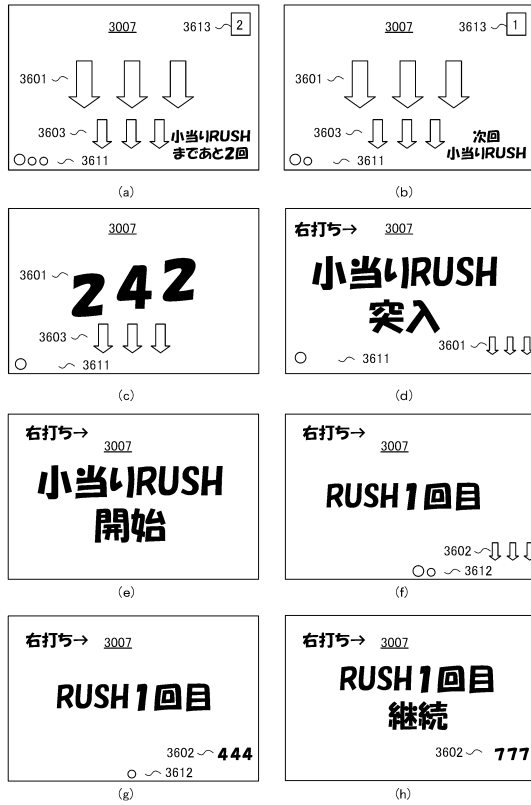 3007
3613
2
3601
3603
小当りRUSH
まであと2回
3611
(a)
3007
3613
1
3601
3603
次回
小当りRUSH
3611
(b)
3007
3601
242
3603
3611
(c)
右打ち→
3007
小当りRUSH
突入
3601
3611
(d)
右打ち→
3007
小当りRUSH
開始
(e)
右打ち→
3007
RUSH1回目
3602
3612
(f)
右打ち→
3007
RUSH1回目
3602
444
3612
(g)
右打ち→
3007
RUSH1回目
継続
3602
777
(h)